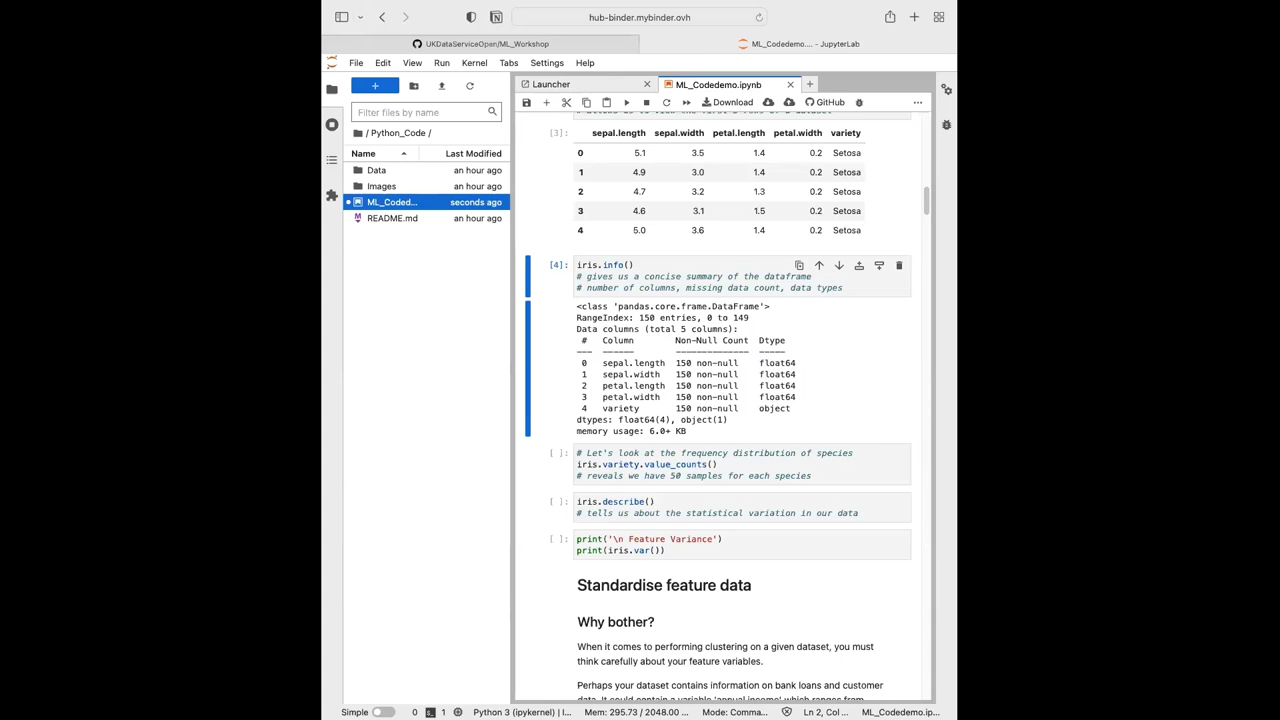 hub-binder.mybinder.ovh
UKDataServiceOpen/ML_Workshop
ML_Codedemo.... - JupyterLab
File Edit View Run Kernel Tabs Settings Help
+
Launcher
ML_Codedemo.ipynb
Download
GitHub
Filter files by name
/ Python_Code /
Name Last Modified
Data an hour ago
Images an hour ago
ML_Coded... seconds ago
README.md an hour ago
[3]:
sepal.length sepal.width petal.length petal.width variety
0 5.1 3.5 1.4 0.2 Setosa
1 4.9 3.0 1.4 0.2 Setosa
2 4.7 3.2 1.3 0.2 Setosa
3 4.6 3.1 1.5 0.2 Setosa
4 5.0 3.6 1.4 0.2 Setosa
[4]: iris.info()
# gives us a concise summary of the dataframe
# number of columns, missing data count, data types
<class 'pandas.core.frame.DataFrame'>
RangeIndex: 150 entries, 0 to 149
Data columns (total 5 columns):
# Column Non-Null Count Dtype
--- ------ -------------- -----
0 sepal.length 150 non-null float64
1 sepal.width 150 non-null float64
2 petal.length 150 non-null float64
3 petal.width 150 non-null float64
4 variety 150 non-null object
dtypes: float64(4), object(1)
memory usage: 6.0+ KB
[ ]: # Let's look at the frequency distribution of species
iris.variety.value_counts()
# reveals we have 50 samples for each species
[ ]: iris.describe()
# tells us about the statistical variation in our data
[ ]: print('\n Feature Variance')
print(iris.var())
Standardise feature data
Why bother?
When it comes to performing clustering on a given dataset, you must
think carefully about your feature variables.
Perhaps your dataset contains information on bank loans and customer
data. It could contain a variable 'annual income' which ranges from
Simple 0 1 Python 3 (ipykernel) | I... Mem: 295.73 / 2048.00 ... Mode: Comma... Ln 2, Col ... ML_Codedemo.ip...